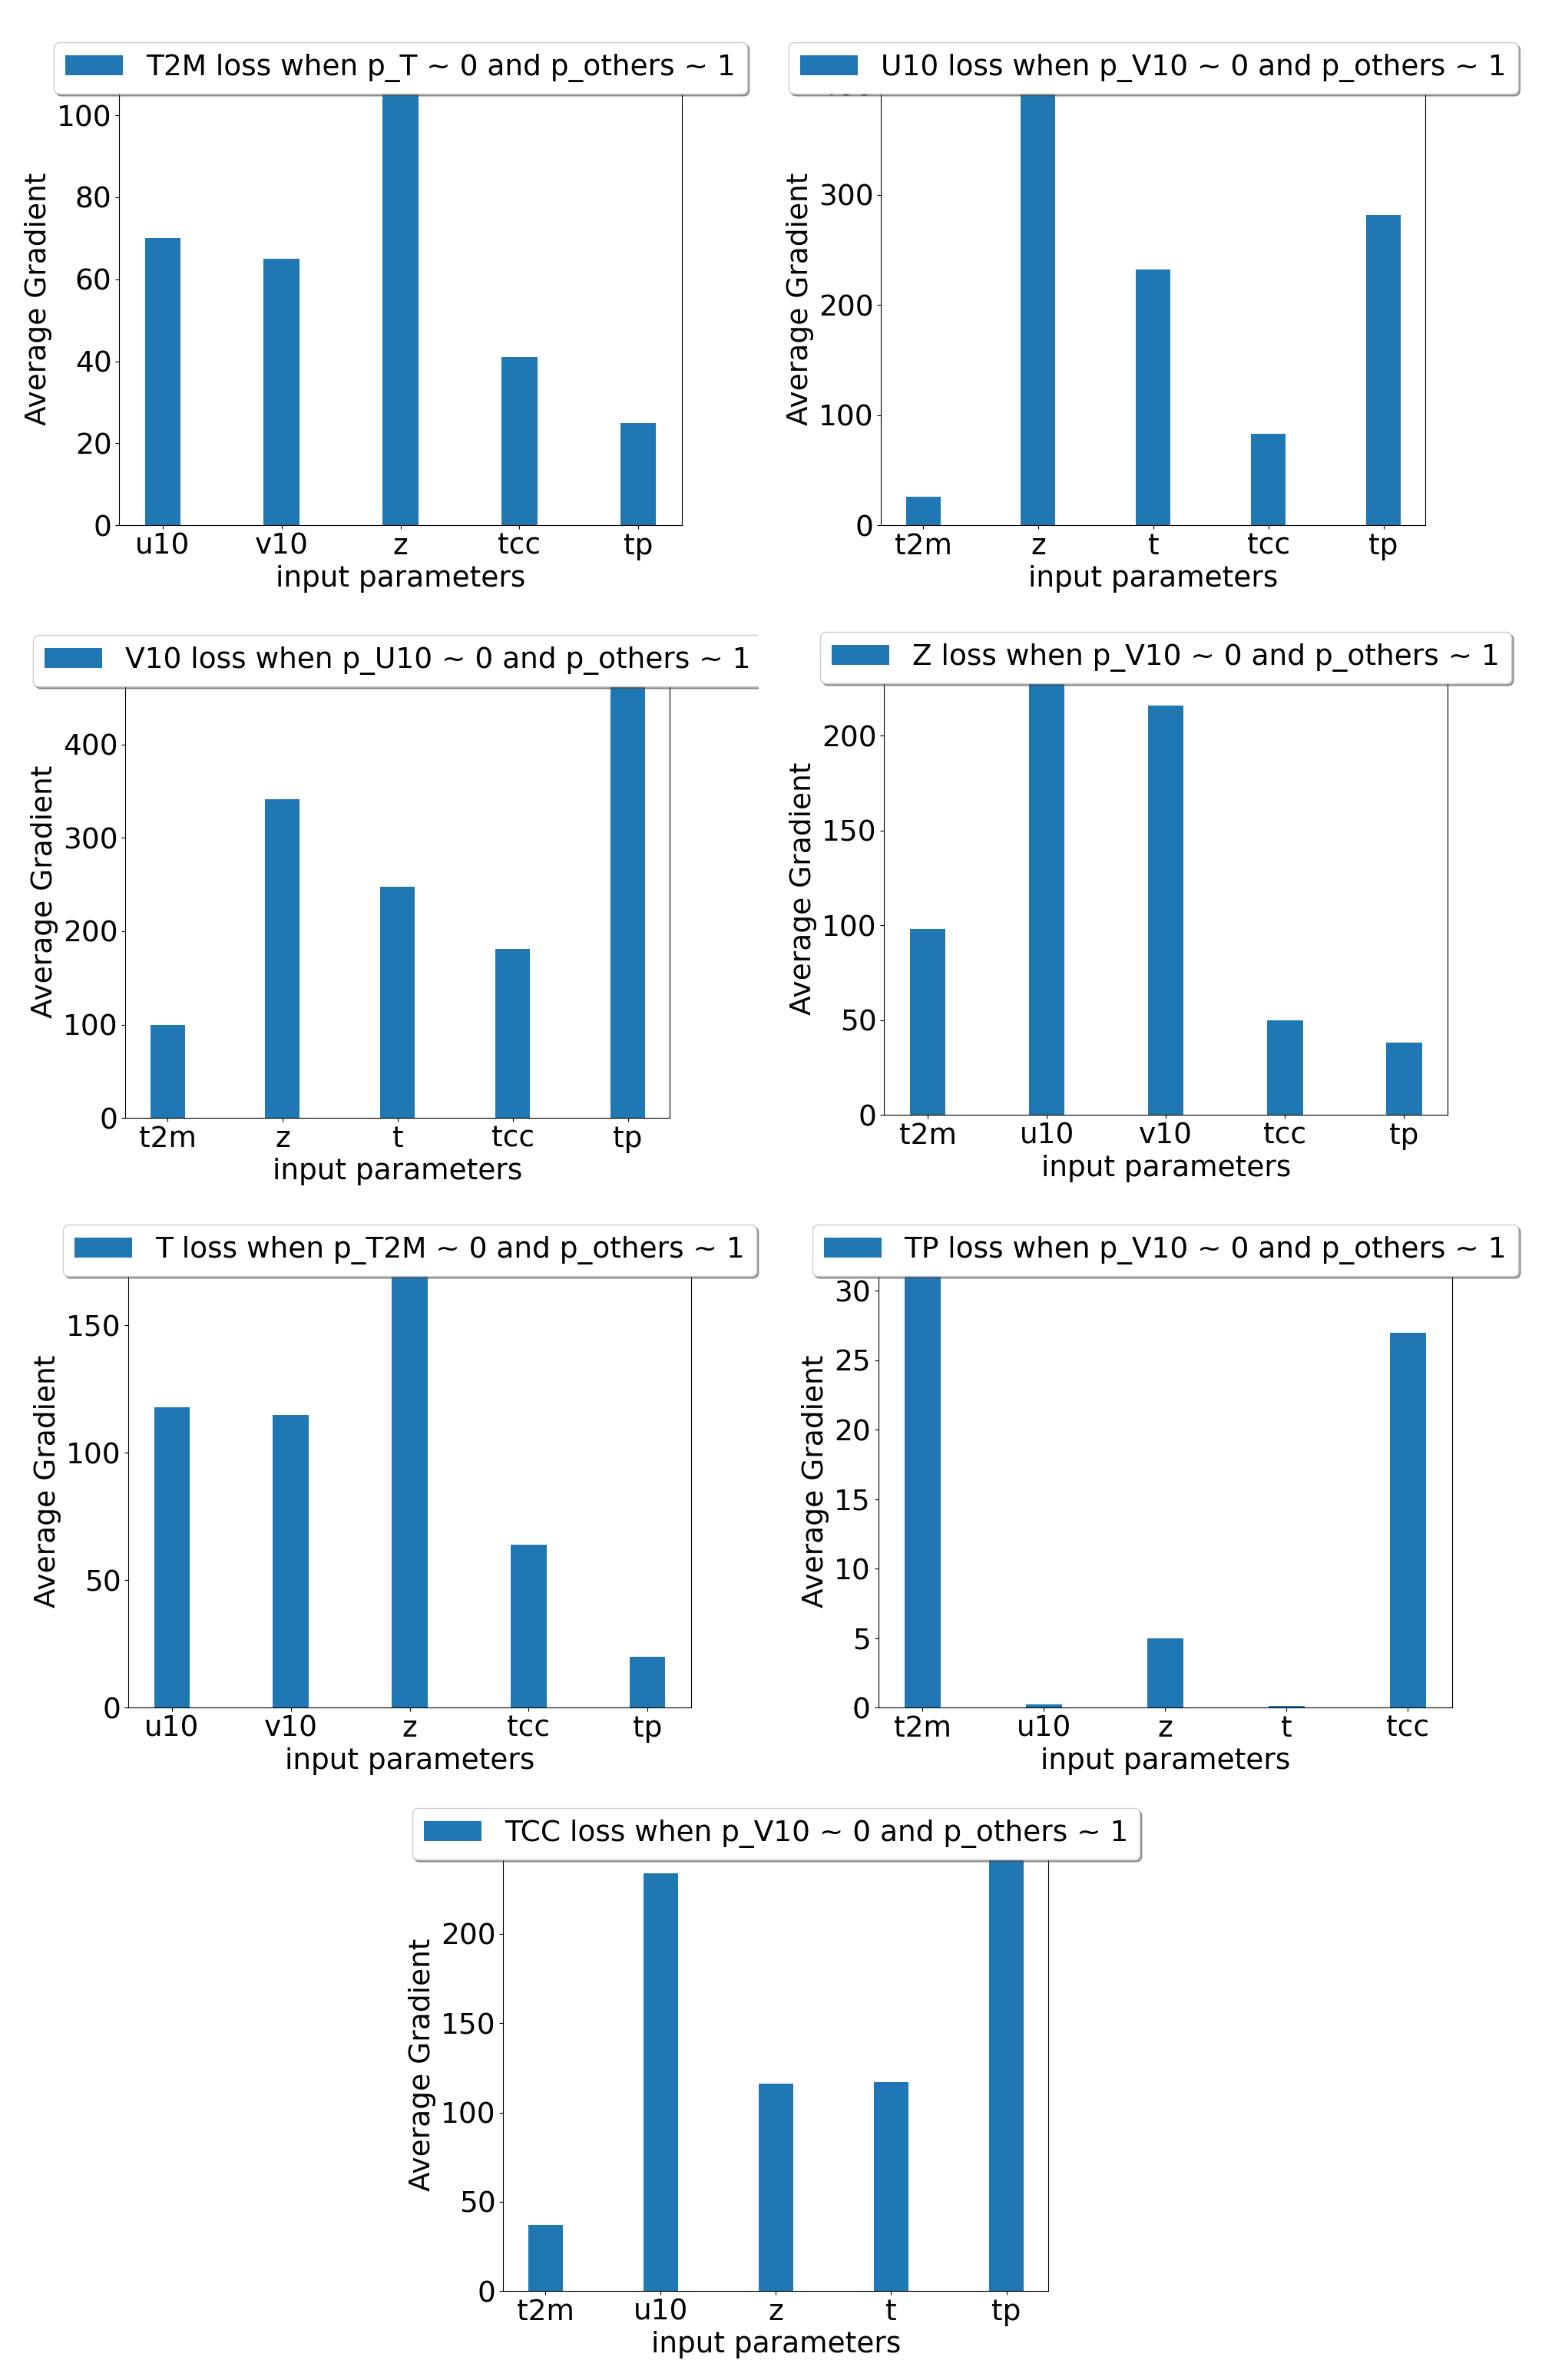 T2M loss when p_T ~ 0 and p_others ~ 1
100
80
60
40
20
0
Average Gradient
u10 v10 z tcc tp
input parameters
U10 loss when p_V10 ~ 0 and p_others ~ 1
300
200
100
0
Average Gradient
t2m z t tcc tp
input parameters
V10 loss when p_U10 ~ 0 and p_others ~ 1
400
300
200
100
0
Average Gradient
t2m z t tcc tp
input parameters
Z loss when p_V10 ~ 0 and p_others ~ 1
200
150
100
50
0
Average Gradient
t2m u10 v10 tcc tp
input parameters
T loss when p_T2M ~ 0 and p_others ~ 1
150
100
50
0
Average Gradient
u10 v10 z tcc tp
input parameters
TP loss when p_V10 ~ 0 and p_others ~ 1
30
25
20
15
10
5
0
Average Gradient
t2m u10 z t tcc
input parameters
TCC loss when p_V10 ~ 0 and p_others ~ 1
200
150
100
50
0
Average Gradient
t2m u10 z t tp
input parameters